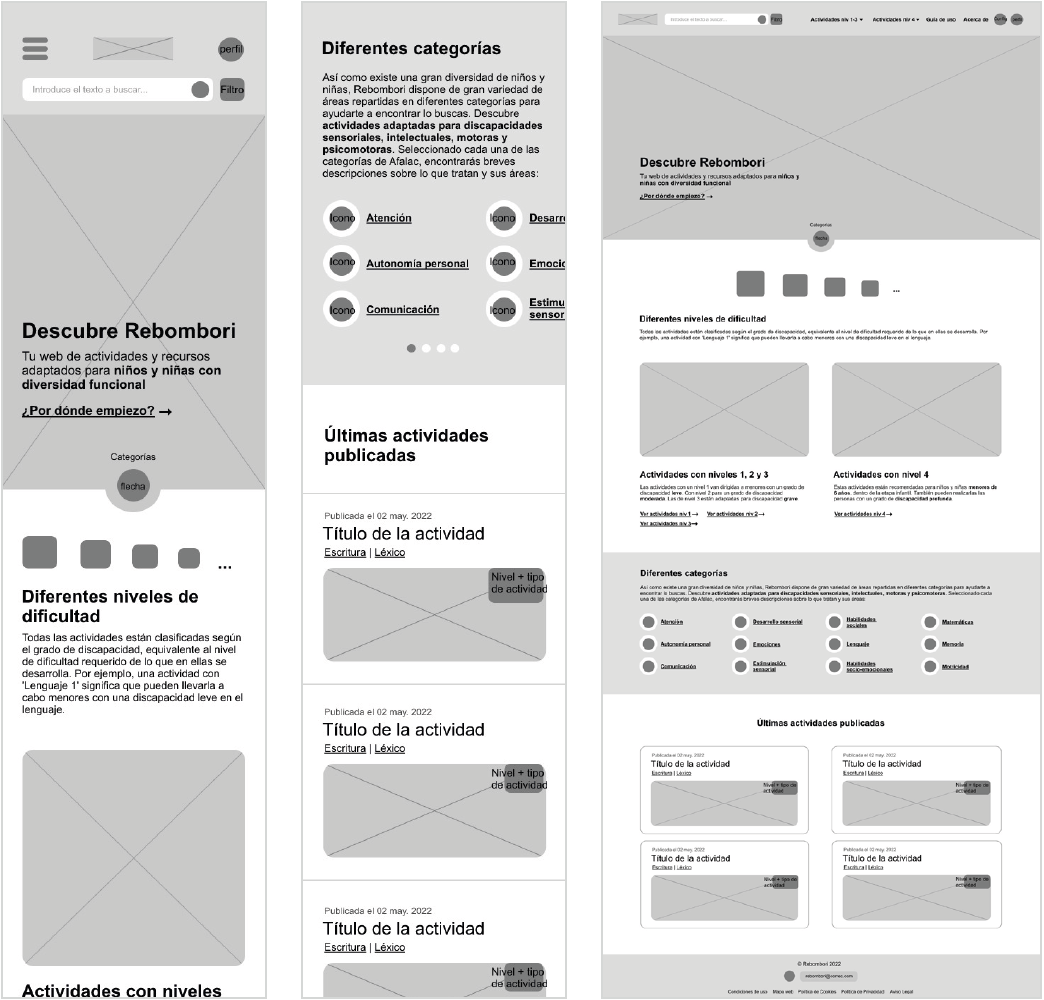 perfil
Introduce el texto a buscar...
Filtro
Descubre Rebombori
Tu web de actividades y recursos
adaptados para niños y niñas con
diversidad funcional
¿Por dónde empiezo? →
Categorías
flecha
...
Diferentes niveles de
dificultad
Todas las actividades están clasificadas según
el grado de discapacidad, equivalente al nivel
de dificultad requerido de lo que en ellas se
desarrolla. Por ejemplo, una actividad con
'Lenguaje 1' significa que pueden llevarla a
cabo menores con una discapacidad leve en el
lenguaje.
Actividades con niveles
Diferentes categorías
Así como existe una gran diversidad de niños y
niñas, Rebombori dispone de gran variedad de
áreas repartidas en diferentes categorías para
ayudarte a encontrar lo buscas. Descubre
actividades adaptadas para discapacidades
sensoriales, intelectuales, motoras y
psicomotoras. Seleccionado cada una de las
categorías de Afalac, encontrarás breves
descripciones sobre lo que tratan y sus áreas:
Icono Atención Icono Desarro
Icono Autonomía personal Icono Emocio
Icono Comunicación Icono Estimu
sensor
Últimas actividades
publicadas
Publicada el 02 may. 2022
Título de la actividad
Escritura | Léxico
Nivel + tipo
de actividad
Publicada el 02 may. 2022
Título de la actividad
Escritura | Léxico
Nivel + tipo
de actividad
Publicada el 02 may. 2022
Título de la actividad
Escritura | Léxico
Nivel + tipo
de actividad
Introduce el texto a buscar...
Filtro
Actividades niv 1-3
Actividades niv 4
Guía de uso
Acerca de
perfil
Descubre Rebombori
Tu web de actividades y recursos adaptados para niños y
niñas con diversidad funcional
¿Por dónde empiezo? →
Categorías
flecha
...
Diferentes niveles de dificultad
Todas las actividades están clasificadas según el grado de discapacidad, equivalente al nivel de dificultad requerido de lo que en ellas se desarrolla. Por
ejemplo, una actividad con 'Lenguaje 1' significa que pueden llevarla a cabo menores con una discapacidad leve en el lenguaje.
Actividades con niveles 1, 2 y 3
Las actividades con un nivel 1 van dirigidas a menores con un grado de
discapacidad leve. Con nivel 2 para un grado de discapacidad
moderada. Las de nivel 3 están adaptadas para discapacidad grave.
Ver actividades niv 1 → Ver actividades niv 2 →
Ver actividades niv 3 →
Actividades con nivel 4
Estas actividades están recomendadas para niños y niñas menores de
6 años, dentro de la etapa infantil. También pueden realizarlas las
personas con un grado de discapacidad profunda.
Ver actividades niv 4 →
Diferentes categorías
Así como existe una gran diversidad de niños y niñas, Rebombori dispone de gran variedad de áreas repartidas en diferentes categorías para ayudarte a
encontrar lo buscas. Descubre actividades adaptadas para discapacidades sensoriales, intelectuales, motoras y psicomotoras. Seleccionado cada
una de las categorías de Afalac, encontrarás breves descripciones sobre lo que tratan y sus áreas:
Atención Desarrollo sensorial Habilidades
sociales Matemáticas
Autonomía personal Emociones Lenguaje Memoria
Comunicación Estimulación
sensorial Habilidades
socio-emocionales Motricidad
Últimas actividades publicadas
Publicada el 02 may. 2022
Título de la actividad
Escritura | Léxico
Nivel + tipo de
actividad
Publicada el 02 may. 2022
Título de la actividad
Escritura | Léxico
Nivel + tipo de
actividad
Publicada el 02 may. 2022
Título de la actividad
Escritura | Léxico
Nivel + tipo de
actividad
Publicada el 02 may. 2022
Título de la actividad
Escritura | Léxico
Nivel + tipo de
actividad
© Rebombori 2022
rebombori@correo.com
Condiciones de uso Mapa web Política de Cookies Política de Privacidad Aviso Legal